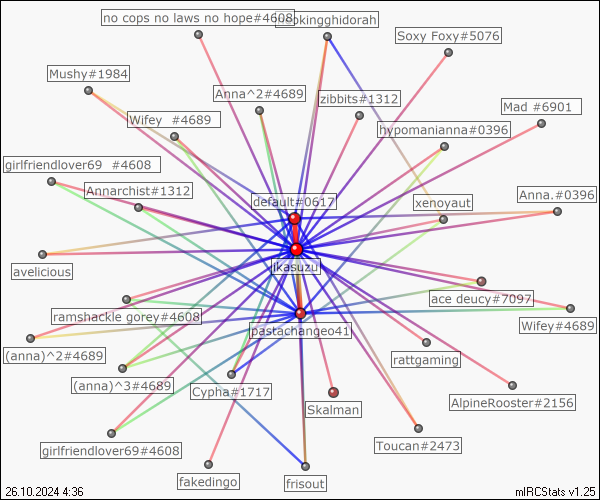 no cops no laws no hope#4608
okingghidorah
Soxy Foxy#5076
Mushy#1984
Anna^2#4689
zibbits#1312
Mad #6901
Wifey #4689
hypomanianna#0396
girlfriendlover69 #4608
Annarchist#1312
default#0617
xenoyaut
Anna.#0396
avelicious
jikasuzu
ace deucy#7097
ramshackle gorey#4608
pastachangeo41
Wifey#4689
(anna)^2#4689
rattgaming
(anna)^3#4689
Cypha#1717
Skalman
AlpineRooster#2156
girlfriendlover69#4608
Toucan#2473
fakedingo
frisout
26.10.2024 4:36
mIRCStats v1.25